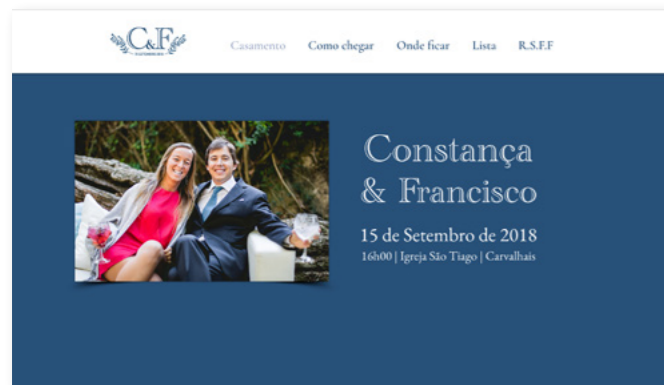 C&F
Casamento Como chegar Onde ficar Lista R.S.F.F
Constança
& Francisco
15 de Setembro de 2018
16h00 | Igreja São Tiago | Carvalhais